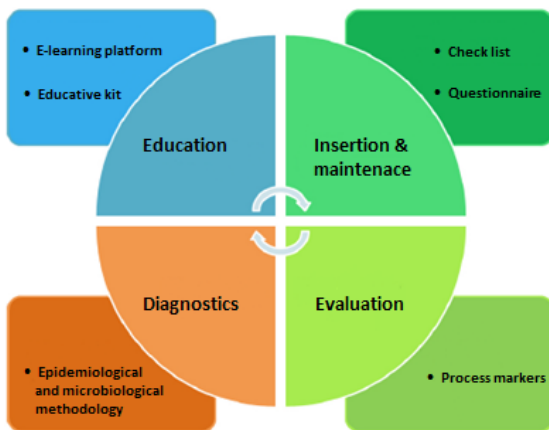 • E-learning platform
• Educative kit
• Check list
• Questionnaire
Education
Insertion &
maintenace
Diagnostics
Evaluation
• Epidemiological
and microbiological
methodology
• Process markers